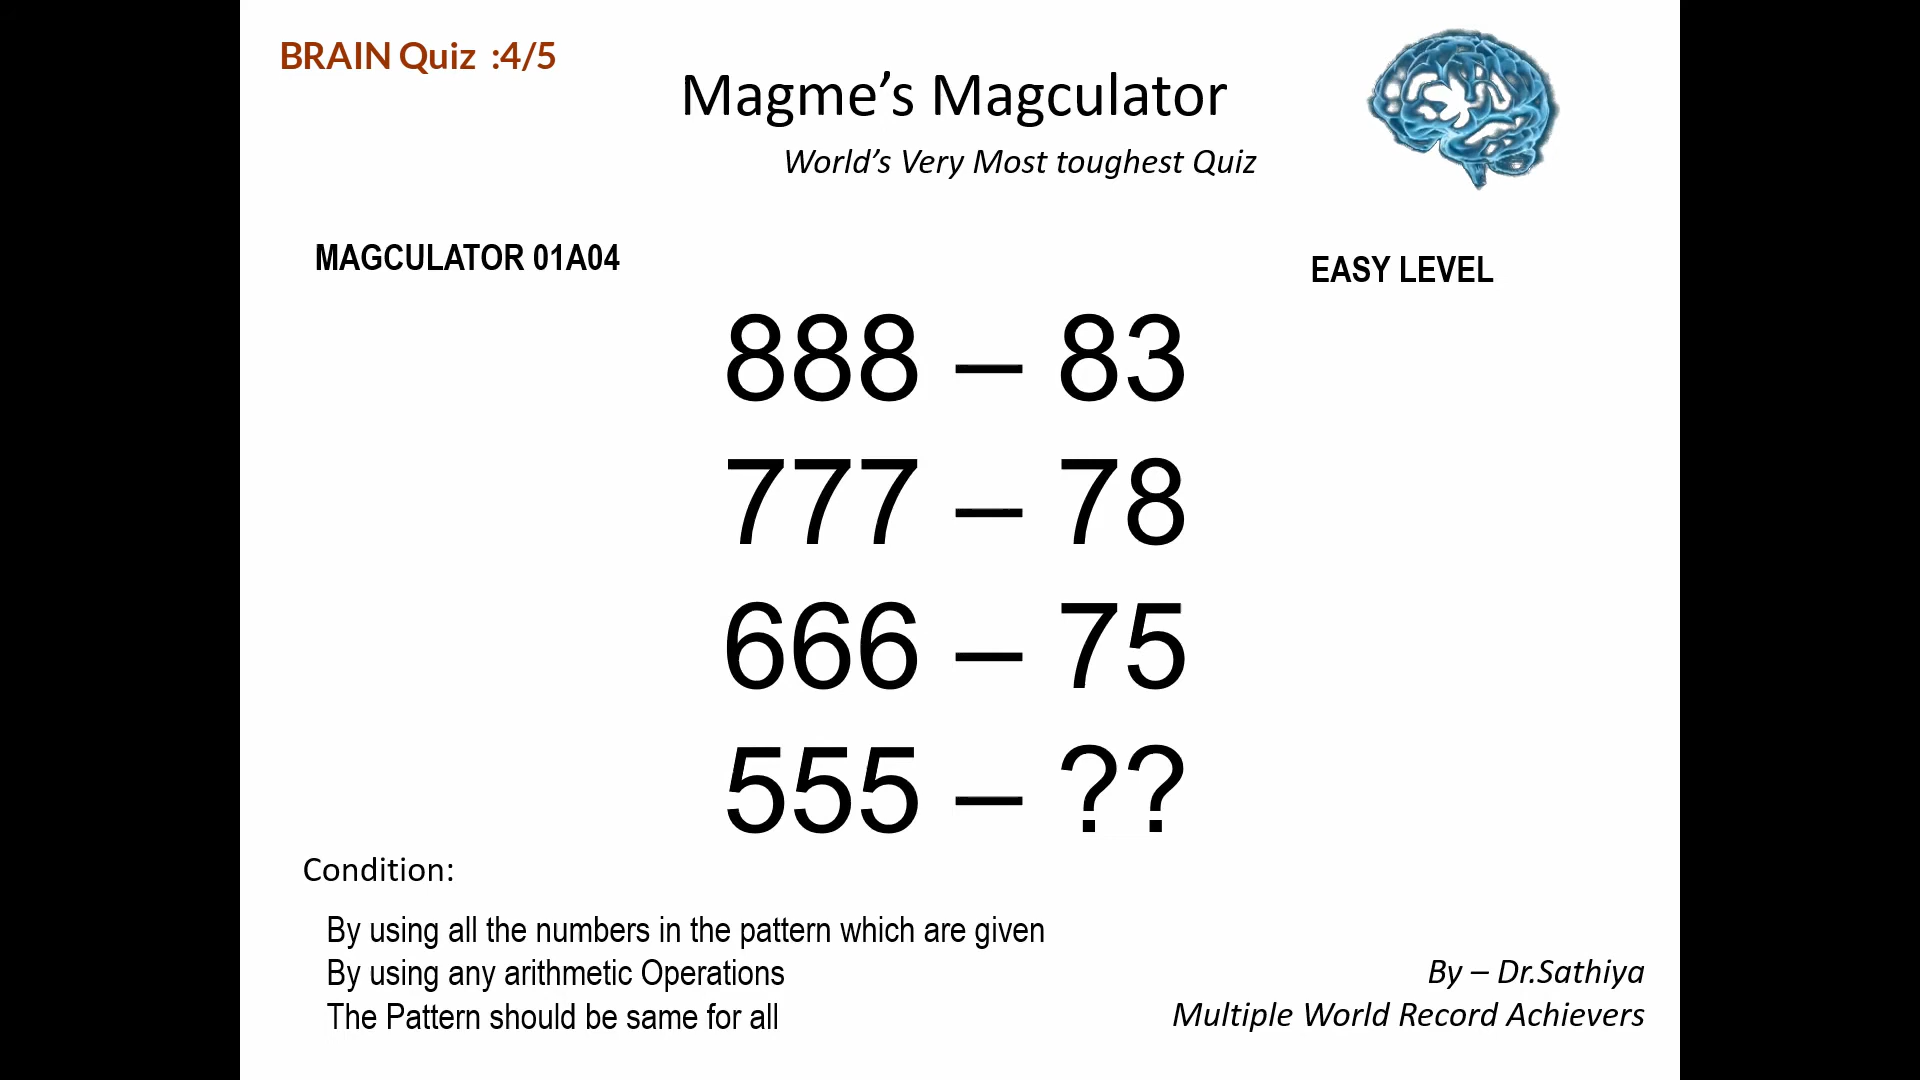 BRAIN Quiz :4/5
Magme’s Magculator
World’s Very Most toughest Quiz
MAGCULATOR 01A04
EASY LEVEL
888 – 83
777 – 78
666 – 75
555 – ??
Condition:
By using all the numbers in the pattern which are given
By using any arithmetic Operations
The Pattern should be same for all
By – Dr.Sathiya
Multiple World Record Achievers